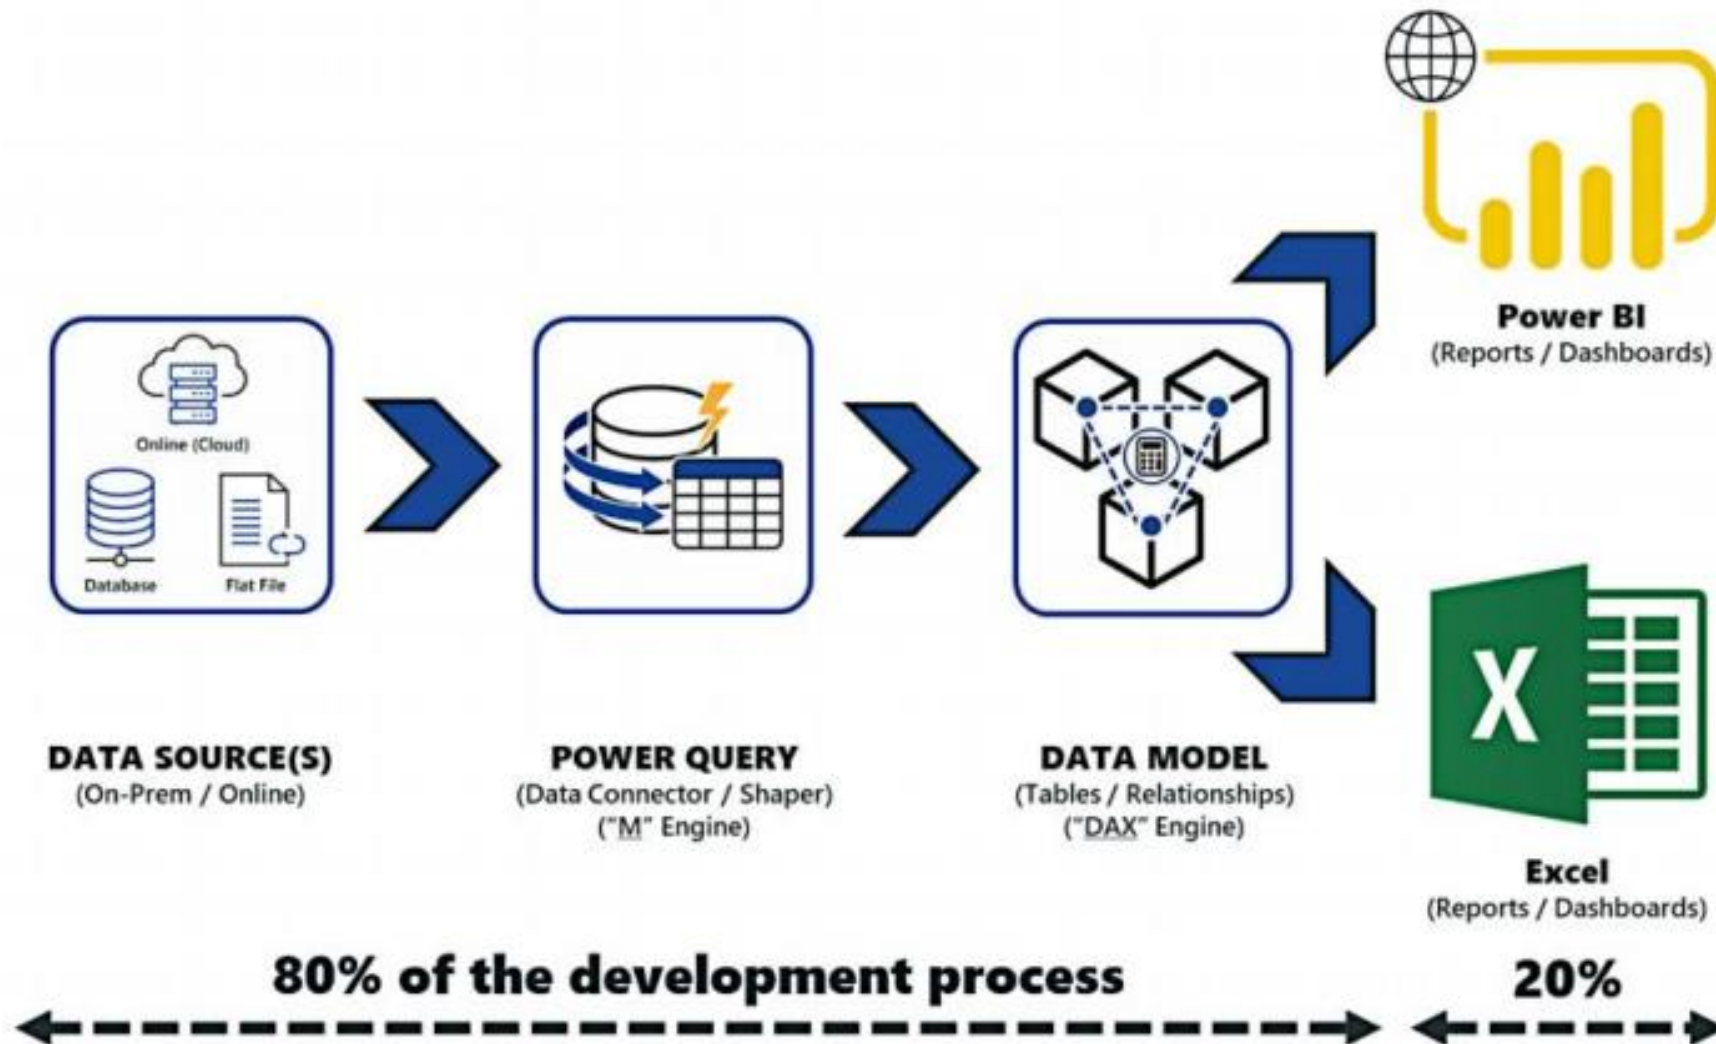 Power BI
(Reports / Dashboards)
Online (Cloud)
Database
Flat File
DATA SOURCE(S)
(On-Prem / Online)
POWER QUERY
(Data Connector / Shaper)
("M" Engine)
DATA MODEL
(Tables / Relationships)
("DAX" Engine)
X
Excel
(Reports / Dashboards)
80% of the development process
20%